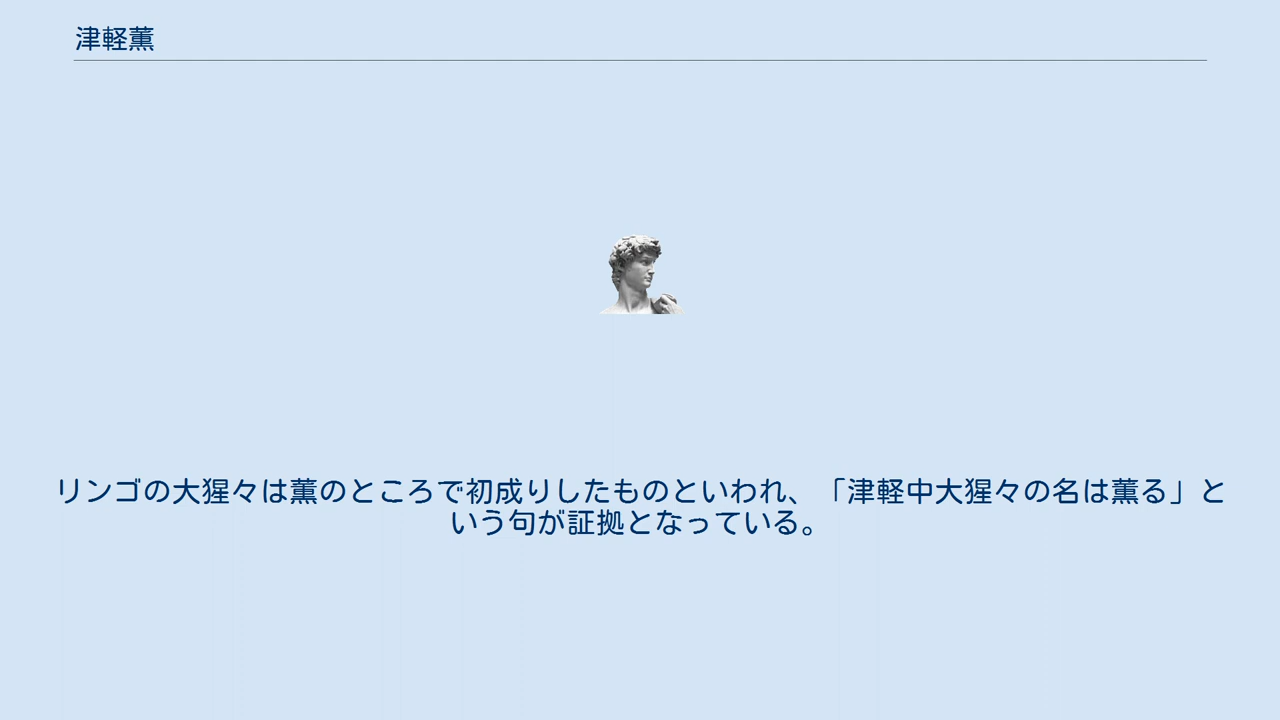 津軽薫
リンゴの大猩々は薫のところで初成りしたものといわれ、「津軽中大猩々の名は薫る」と
いう句が証拠となっている。